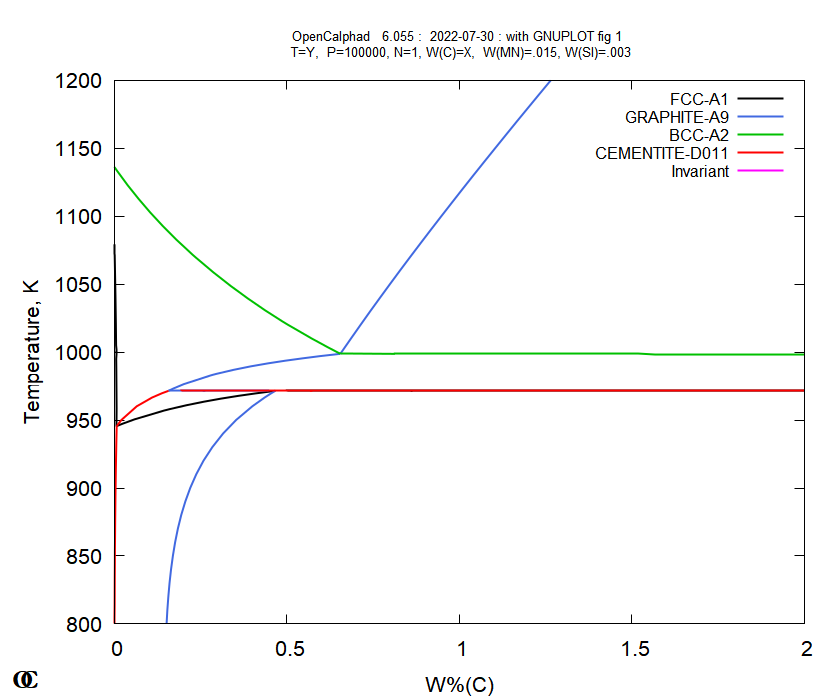 OpenCalphad 6.055 : 2022-07-30 : with GNUPLOT fig 1
T=Y, P=100000, N=1, W(C)=X, W(MN)=.015, W(SI)=.003
FCC-A1
GRAPHITE-A9
BCC-A2
CEMENTITE-D011
Invariant
1200
1150
1100
1050
1000
950
900
850
800
Temperature, K
0
0.5
1
1.5
2
W%(C)
OC